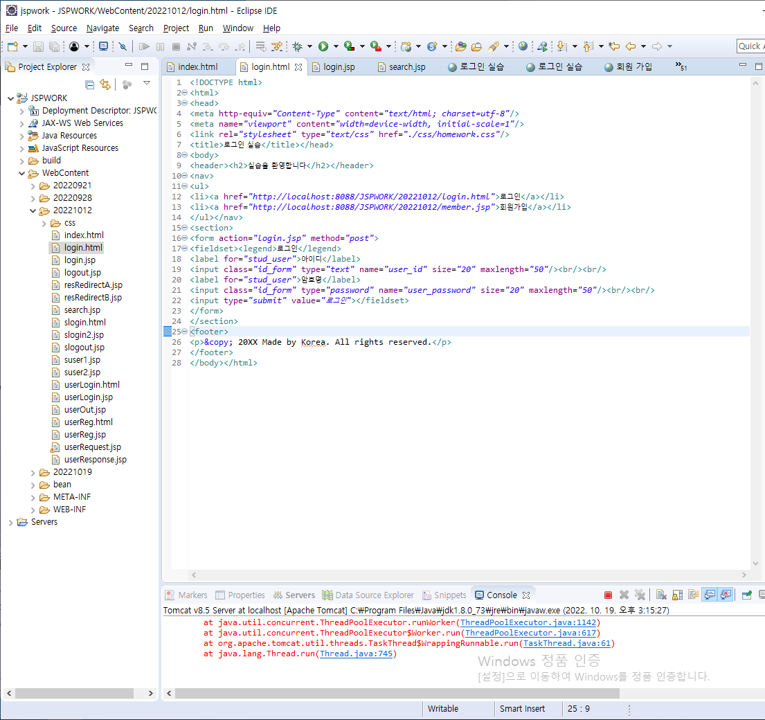 jspwork - JSPWORK/WebContent/20221012/login.html - Eclipse IDE
File Edit Source Navigate Search Project Run Window Help
Quick A
Project Explorer
index.html login.html login.jsp search.jsp 로그인 실습 로그인 실습 회원 가입 »51
JSPWORK
Deployment Descriptor: JSPWC
JAX-WS Web Services
Java Resources
JavaScript Resources
build
WebContent
20220921
20220928
20221012
css
index.html
login.html
login.jsp
logout.jsp
resRedirectA.jsp
resRedirectB.jsp
search.jsp
slogin.html
slogin2.jsp
slogout.jsp
suser1.jsp
suser2.jsp
userLogin.html
userLogin.jsp
userOut.jsp
userReg.html
userReg.jsp
userRequest.jsp
userResponse.jsp
20221019
bean
META-INF
WEB-INF
Servers
1 <!DOCTYPE html>
2 <html>
3 <head>
4 <meta http-equiv="Content-Type" content="text/html; charset=utf-8"/>
5 <meta name="viewport" content="width=device-width, initial-scale=1"/>
6 <link rel="stylesheet" type="text/css" href="./css/homework.css"/>
7 <title>로그인 실습</title></head>
8 <body>
9 <header><h2>실습을 환영합니다</h2></header>
10 <nav>
11 <ul>
12 <li><a href="http://localhost:8088/JSPWORK/20221012/login.html">로그인</a></li>
13 <li><a href="http://localhost:8088/JSPWORK/20221012/member.jsp">회원가입</a></li>
14 </ul></nav>
15 <section>
16 <form action="login.jsp" method="post">
17 <fieldset><legend>로그인</legend>
18 <label for="stud_user">아이디</label>
19 <input class="id_form" type="text" name="user_id" size="20" maxlength="50"/><br/><br/>
20 <label for="stud_user">암호명</label>
21 <input class="id_form" type="password" name="user_password" size="20" maxlength="50"/><br/><br/>
22 <input type="submit" value="로그인"></fieldset>
23 </form>
24 </section>
25 <footer>
26 <p>&copy; 20XX Made by Korea. All rights reserved.</p>
27 </footer>
28 </body></html>
Markers Properties Servers Data Source Explorer Snippets Console
Tomcat v8.5 Server at localhost [Apache Tomcat] C:₩Program Files₩Java₩jdk1.8.0_73₩jre₩bin₩javaw.exe (2022. 10. 19. 오후 3:15:27)
at java.util.concurrent.ThreadPoolExecutor.runWorker(ThreadPoolExecutor.java:1142)
at java.util.concurrent.ThreadPoolExecutor$Worker.run(ThreadPoolExecutor.java:617)
at org.apache.tomcat.util.threads.TaskThread$WrappingRunnable.run(TaskThread.java:61)
at java.lang.Thread.run(Thread.java:745)
Windows 정품 인증
[설정]으로 이동하여 Windows를 정품 인증합니다.
Writable Smart Insert 25 : 9